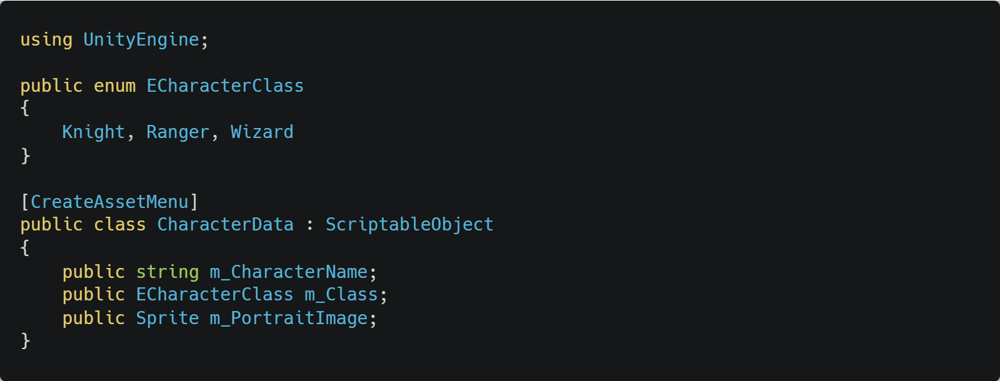 using UnityEngine;

public enum ECharacterClass
{
    Knight, Ranger, Wizard
}

[CreateAssetMenu]
public class CharacterData : ScriptableObject
{
    public string m_CharacterName;
    public ECharacterClass m_Class;
    public Sprite m_PortraitImage;
}